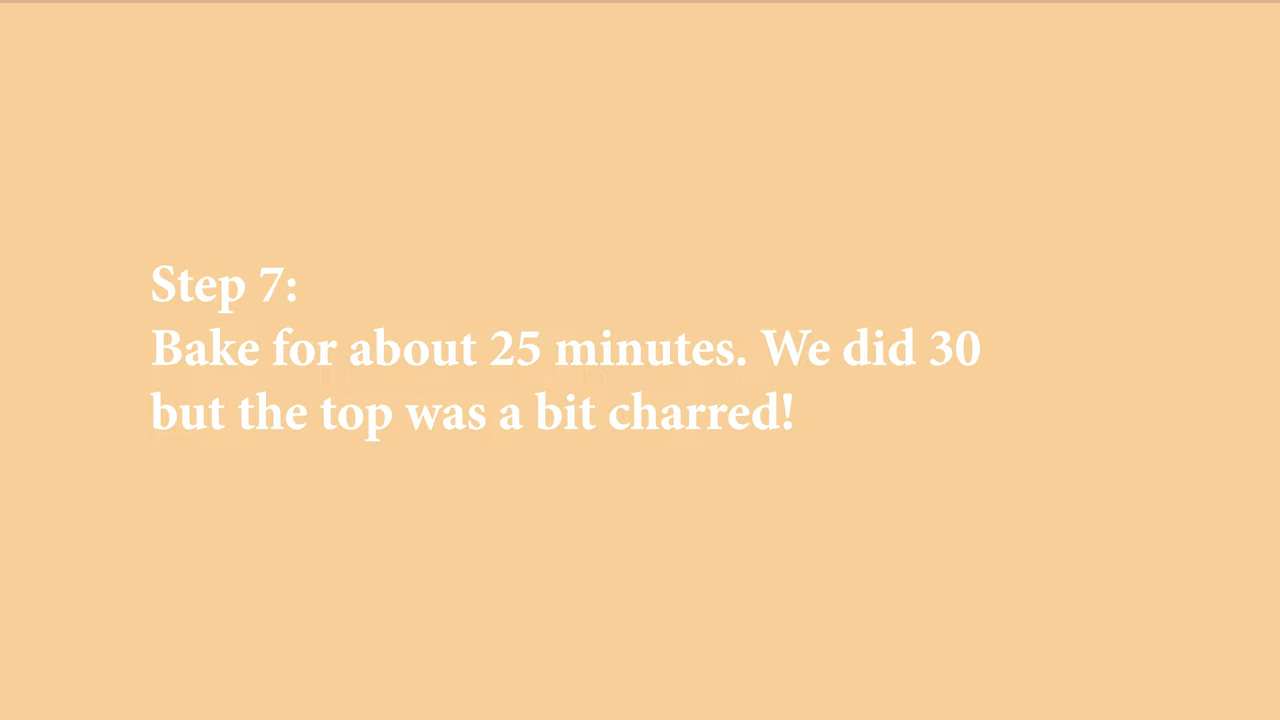 Step 7:
Bake for about 25 minutes. We did 30
but the top was a bit charred!